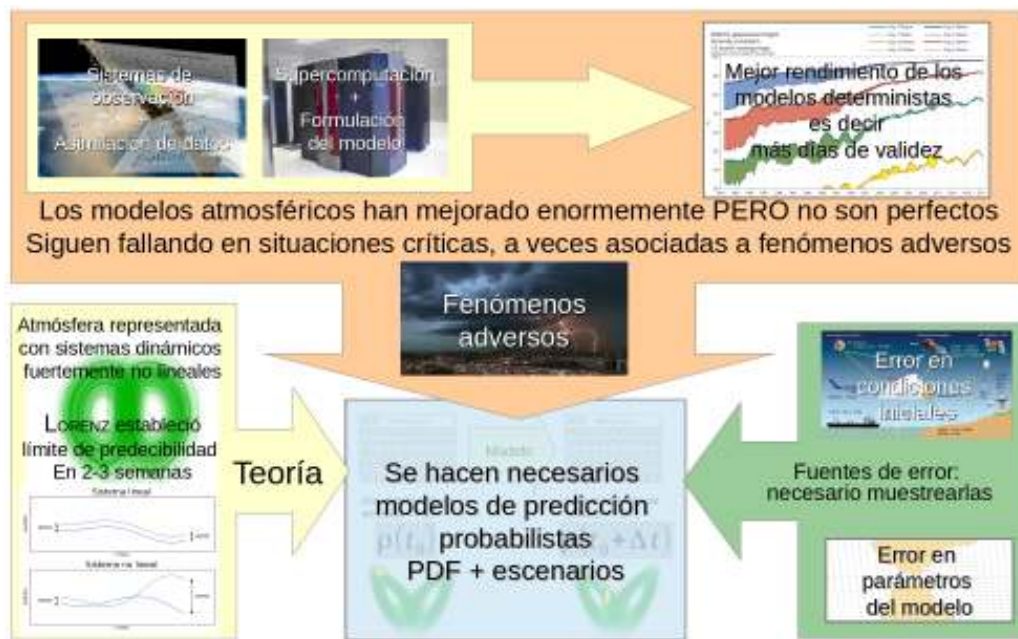 Sistemas de
observación
+
Asimilación de datos
Supercomputación
+
Formulación
del modelo
Mejor rendimiento de los
modelos deterministas
es decir
más días de validez
Los modelos atmosféricos han mejorado enormemente PERO no son perfectos
Siguen fallando en situaciones críticas, a veces asociadas a fenómenos adversos
Fenómenos
adversos
Atmósfera representada
con sistemas dinámicos
fuertemente no lineales
LORENZ estableció
límite de predecibilidad
En 2-3 semanas
Sistema lineal
Sistema no lineal
Teoría
Modelo
Se hacen necesarios
modelos de predicción
probabilistas
PDF + escenarios
Error en
condiciones
iniciales
Fuentes de error:
necesario muestrearlas
Error en
parámetros
del modelo